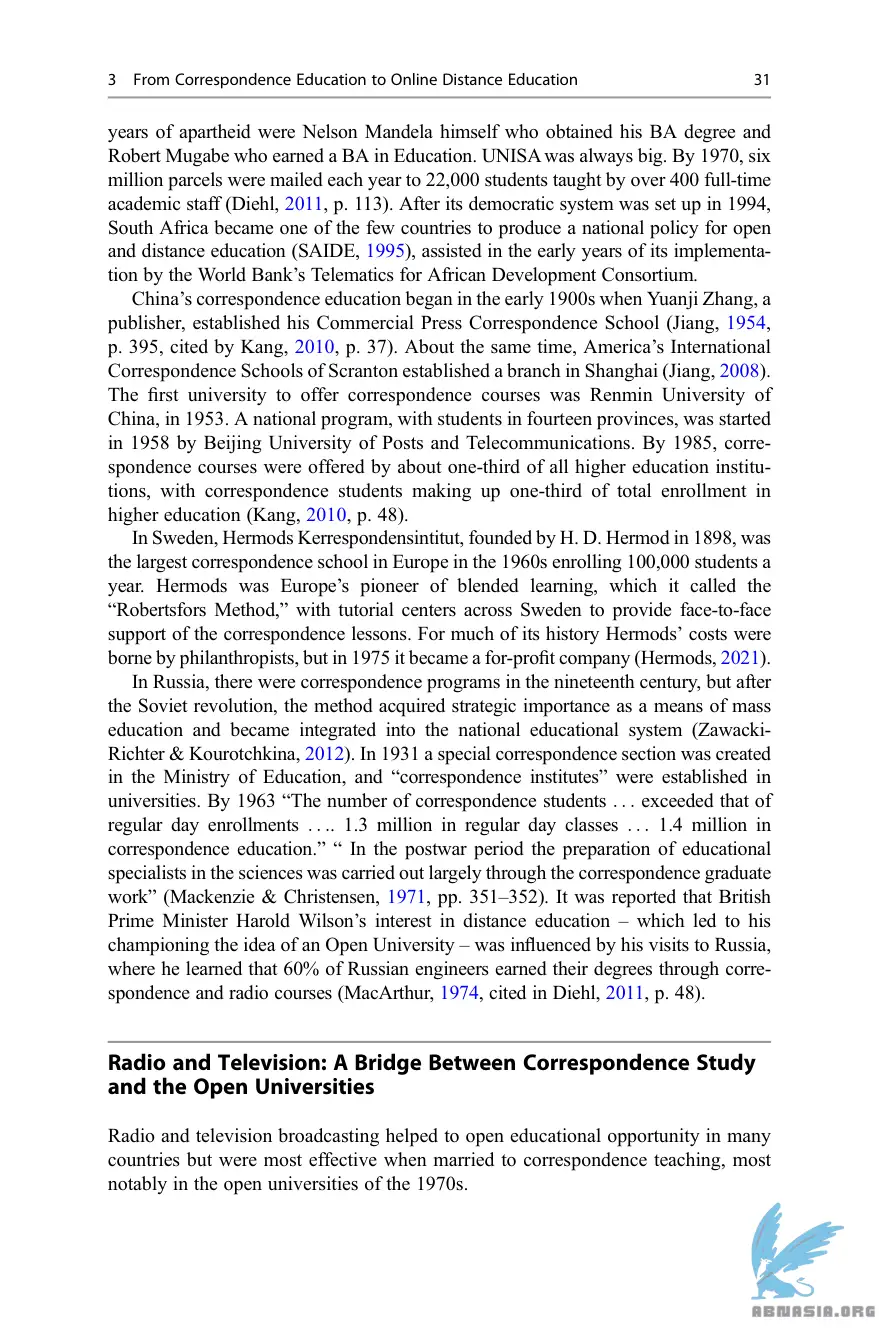 3 From Correspondence Education to Online Distance Education 31
years of apartheid were Nelson Mandela himself who obtained his BA degree and
Robert Mugabe who earned a BA in Education. UNISA was always big. By 1970, six
million parcels were mailed each year to 22,000 students taught by over 400 full-time
academic staff (Diehl, 2011, p. 113). After its democratic system was set up in 1994,
South Africa became one of the few countries to produce a national policy for open
and distance education (SAIDE, 1995), assisted in the early years of its implementa-
tion by the World Bank’s Telematics for African Development Consortium.
China’s correspondence education began in the early 1900s when Yuanji Zhang, a
publisher, established his Commercial Press Correspondence School (Jiang, 1954,
p. 395, cited by Kang, 2010, p. 37). About the same time, America’s International
Correspondence Schools of Scranton established a branch in Shanghai (Jiang, 2008).
The first university to offer correspondence courses was Renmin University of
China, in 1953. A national program, with students in fourteen provinces, was started
in 1958 by Beijing University of Posts and Telecommunications. By 1985, corre-
spondence courses were offered by about one-third of all higher education institu-
tions, with correspondence students making up one-third of total enrollment in
higher education (Kang, 2010, p. 48).
In Sweden, Hermods Kerrespondensintitut, founded by H. D. Hermod in 1898, was
the largest correspondence school in Europe in the 1960s enrolling 100,000 students a
year. Hermods was Europe’s pioneer of blended learning, which it called the
“Robertsfors Method,” with tutorial centers across Sweden to provide face-to-face
support of the correspondence lessons. For much of its history Hermods’ costs were
borne by philanthropists, but in 1975 it became a for-profit company (Hermods, 2021).
In Russia, there were correspondence programs in the nineteenth century, but after
the Soviet revolution, the method acquired strategic importance as a means of mass
education and became integrated into the national educational system (Zawacki-
Richter & Kourotchkina, 2012). In 1931 a special correspondence section was created
in the Ministry of Education, and “correspondence institutes” were established in
universities. By 1963 “The number of correspondence students . . . exceeded that of
regular day enrollments . . .. 1.3 million in regular day classes . . . 1.4 million in
correspondence education.” “ In the postwar period the preparation of educational
specialists in the sciences was carried out largely through the correspondence graduate
work” (Mackenzie & Christensen, 1971, pp. 351–352). It was reported that British
Prime Minister Harold Wilson’s interest in distance education – which led to his
championing the idea of an Open University – was influenced by his visits to Russia,
where he learned that 60% of Russian engineers earned their degrees through corre-
spondence and radio courses (MacArthur, 1974, cited in Diehl, 2011, p. 48).
Radio and Television: A Bridge Between Correspondence Study
and the Open Universities
Radio and television broadcasting helped to open educational opportunity in many
countries but were most effective when married to correspondence teaching, most
notably in the open universities of the 1970s.
ABNASIA.ORG